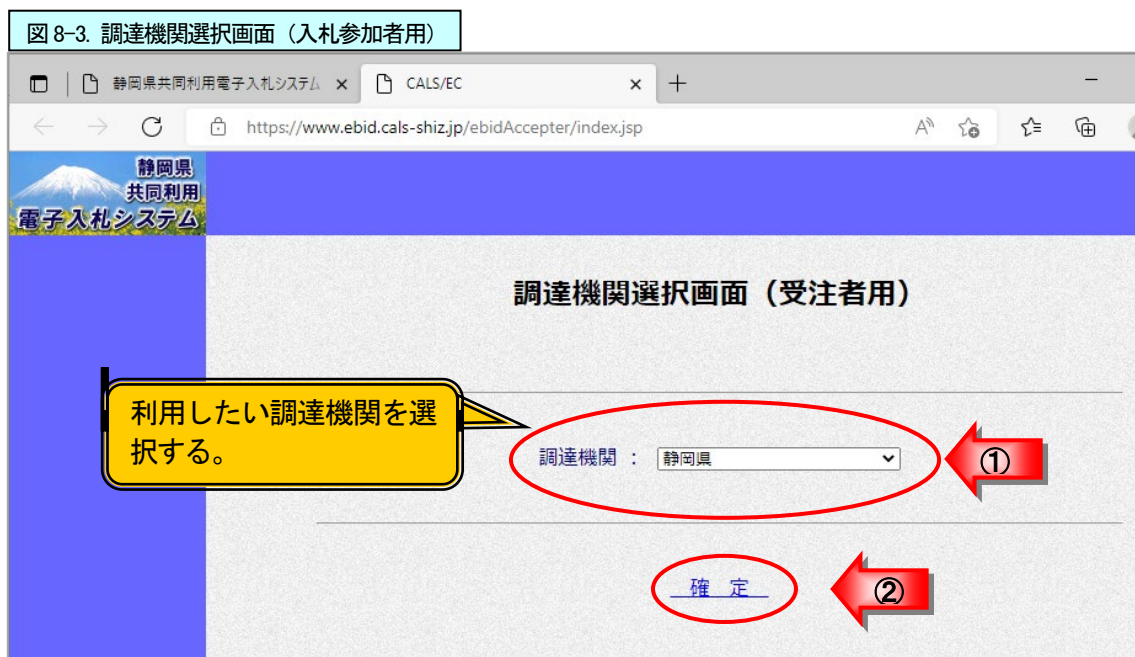 図 8-3. 調達機関選択画面（入札参加者用）
静岡県共同利用電子入札システム
CALS/EC
https://www.ebid.cals-shiz.jp/ebidAccepter/index.jsp
静岡県
共同利用
電子入札システム
調達機関選択画面（受注者用）
利用したい調達機関を選
択する。
調達機関 ： 静岡県
①
確 定
②